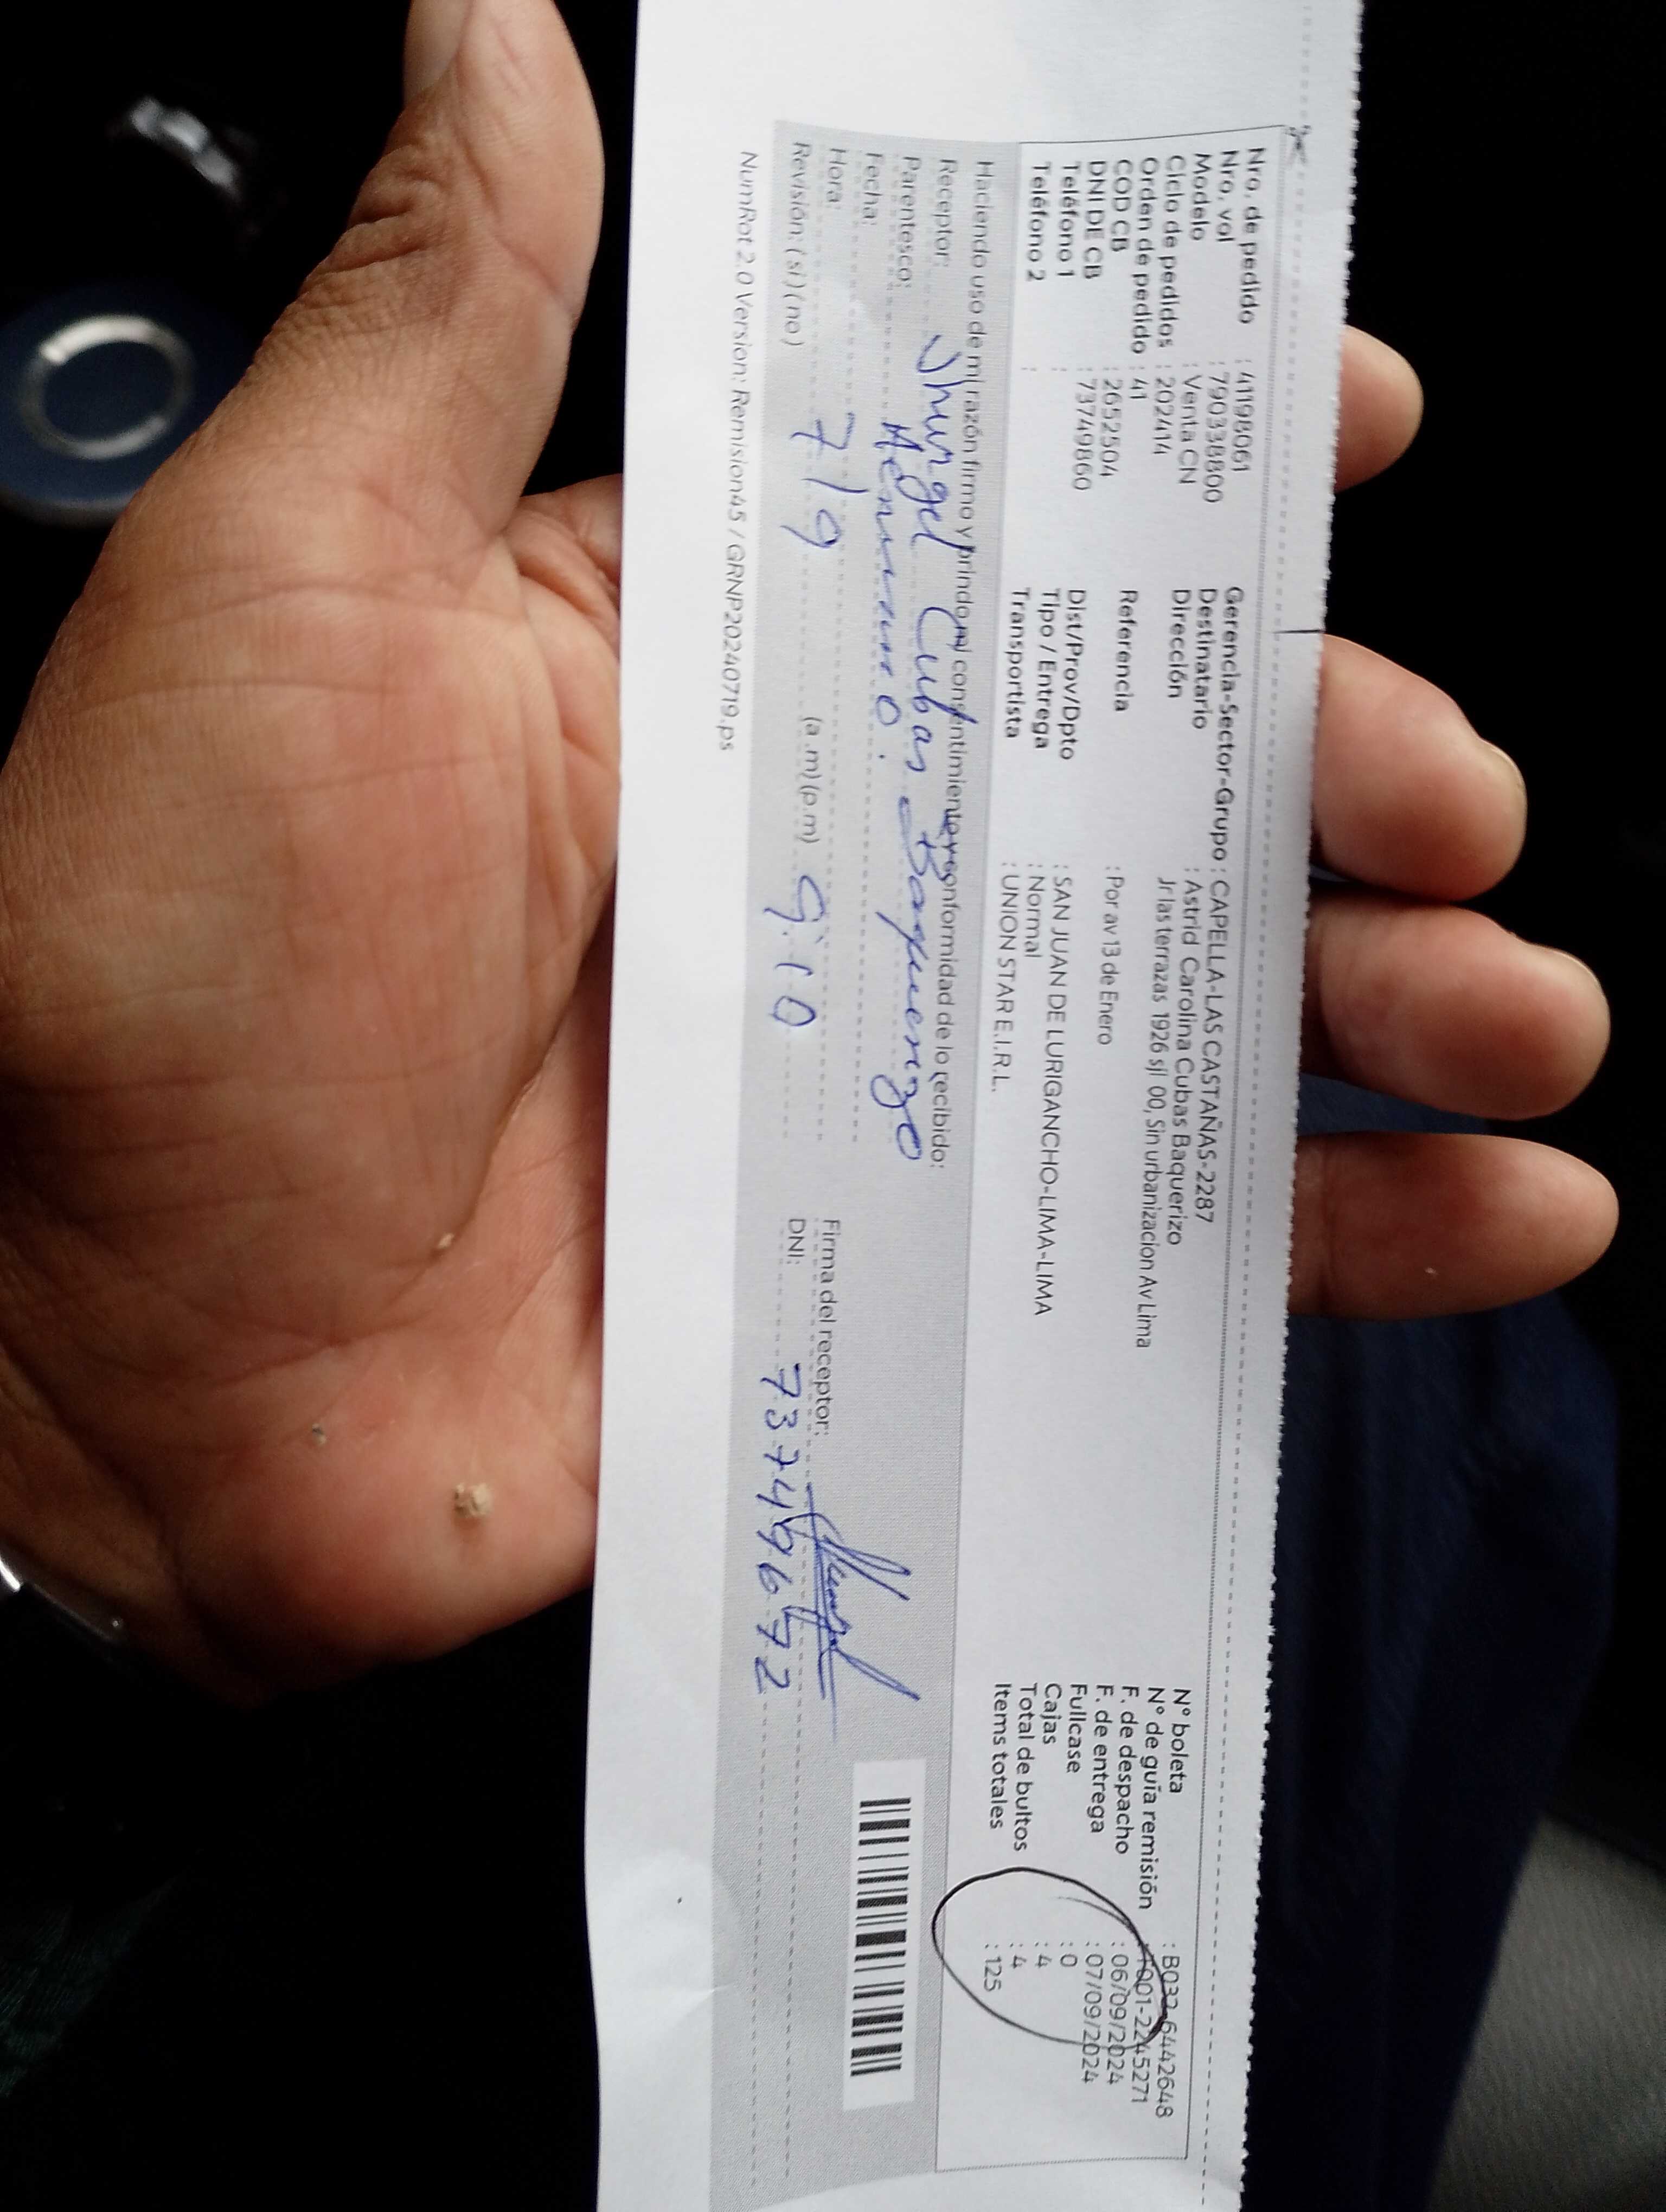 Nro. de pedido : 41198061
Nro, vol : 790338800
Modelo : Venta CN
Ciclo de pedidos : 202414
Orden de pedido : 41
COD CB : 2652504
DNI DE CB : 73749860
Teléfono 1 :
Teléfono 2 :
Gerencia-Sector-Grupo : CAPELLA-LAS CASTAÑAS-2287
Destinatario : Astrid Carolina Cubas Baquerizo
Dirección Jr las terrazas 1926 sjl 00, Sin urbanizacion Av Lima
Referencia : Por av 13 de Enero
Dist/Prov/Dpto : SAN JUAN DE LURIGANCHO-LIMA-LIMA
Tipo / Entrega : Normal
Transportista : UNION STAR E.I.R.L.
N° boleta : B032-6442648
N° de guía remisión : T001-2245271
F. de despacho : 06/09/2024
F. de entrega : 07/09/2024
Fullcase : 0
Cajas : 4
Total de bultos : 4
Items totales : 125
Haciendo uso de mi razón firmo y brindo mi consentimiento y conformidad de lo recibido:
Receptor: Jhungel Cubas Baquerizo
Parentesco: Hermano.
Fecha: 7/9
Hora: (a .m) (p.m) 9:10
Revisión: ( si ) ( no )
Firma del receptor:
DNI: 73749672
NumRot 2.0 Version: Remision45 / GRNP20240719.ps